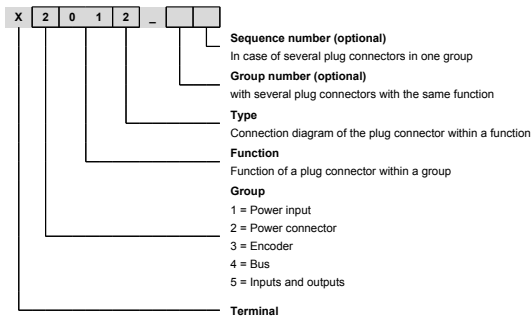 X 2 0 1 2 _
Sequence number (optional)
In case of several plug connectors in one group
Group number (optional)
with several plug connectors with the same function
Type
Connection diagram of the plug connector within a function
Function
Function of a plug connector within a group
Group
1 = Power input
2 = Power connector
3 = Encoder
4 = Bus
5 = Inputs and outputs
Terminal